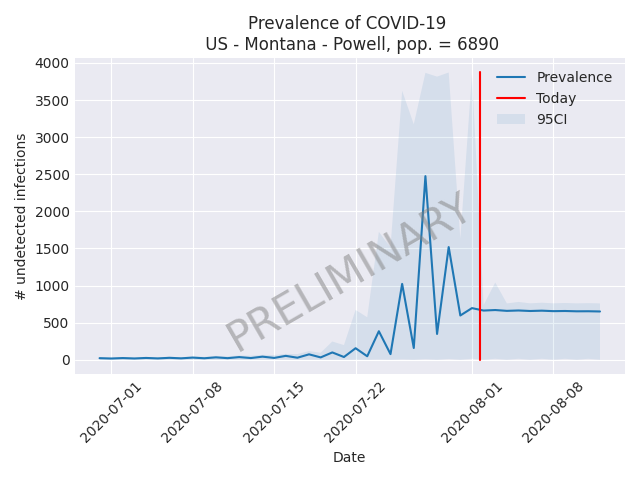 Prevalence of COVID-19
US - Montana - Powell, pop. = 6890
4000
3500
3000
2500
2000
1500
1000
500
0
# undetected infections
Prevalence
Today
95CI
PRELIMINARY
2020-07-01
2020-07-08
2020-07-15
2020-07-22
2020-08-01
2020-08-08
Date